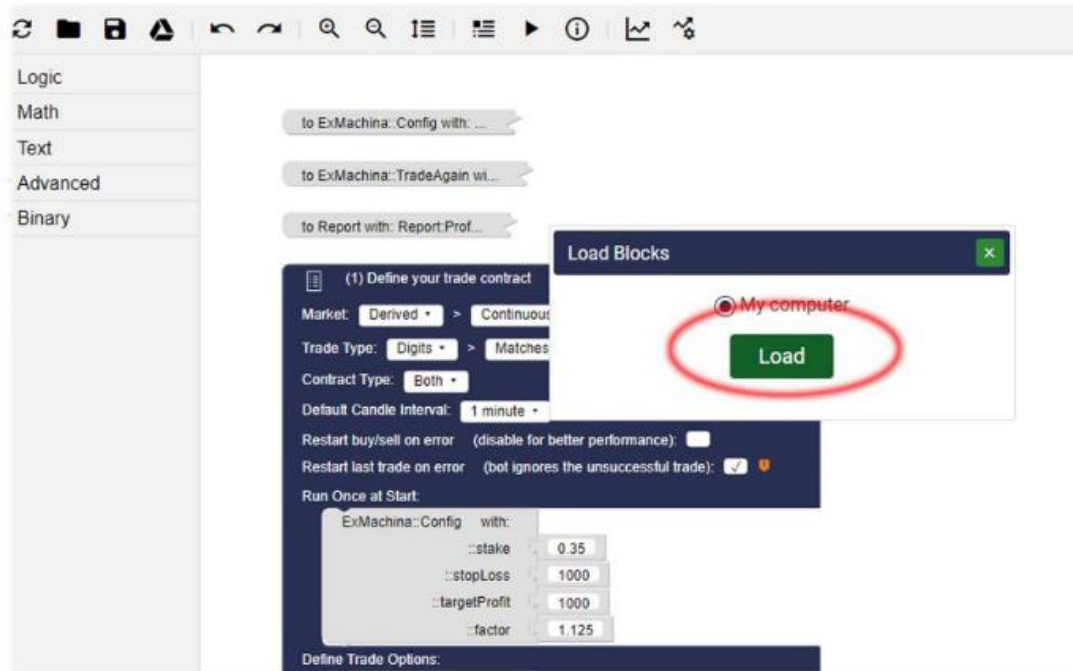 Logic
Math
Text
Advanced
Binary
to ExMachina::Config with: ...
to ExMachina::TradeAgain wi...
to Report with: Report:Prof...
(1) Define your trade contract
Market: Derived > Continuous
Trade Type: Digits > Matches
Contract Type: Both
Default Candle Interval: 1 minute
Restart buy/sell on error (disable for better performance):
Restart last trade on error (bot ignores the unsuccessful trade):
Run Once at Start:
ExMachina::Config with:
::stake 0.35
::stopLoss 1000
::targetProfit 1000
::factor 1.125
Define Trade Options:
Load Blocks
My computer
Load